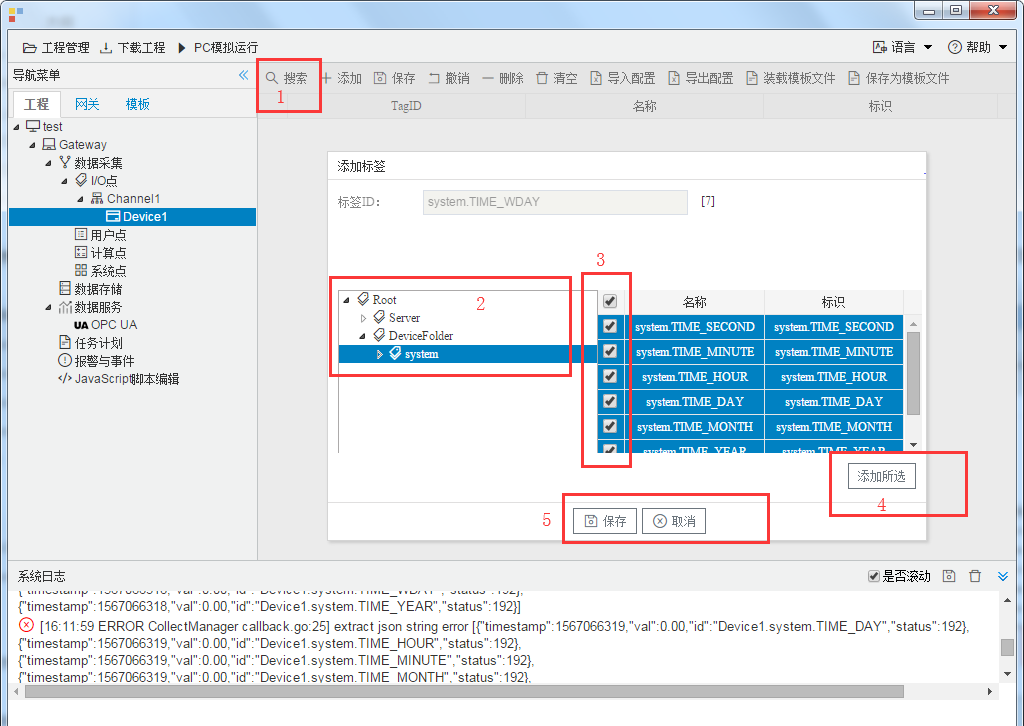 工程管理 下载工程 PC模拟运行 语言 帮助
导航菜单
搜索 添加 保存 撤销 删除 清空 导入配置 导出配置 装载模板文件 保存为模板文件
1
工程 网关 模板
TagID 名称 标识
test
Gateway
数据采集
I/O点
Channel1
Device1
用户点
计算点
系统点
数据存储
数据服务
UA OPC UA
任务计划
报警与事件
</> JavaScript脚本编辑
添加标签
标签ID: system.TIME_WDAY [7]
3
2
Root
Server
DeviceFolder
system
名称 标识
system.TIME_SECOND system.TIME_SECOND
system.TIME_MINUTE system.TIME_MINUTE
system.TIME_HOUR system.TIME_HOUR
system.TIME_DAY system.TIME_DAY
system.TIME_MONTH system.TIME_MONTH
system.TIME_YEAR system.TIME_YEAR
添加所选
4
5
保存 取消
系统日志 是否滚动
{"timestamp":1567066318,"val":0.00,"id":"Device1.system.TIME_WDAY","status":192},
{"timestamp":1567066318,"val":0.00,"id":"Device1.system.TIME_YEAR","status":192}]
[16:11:59 ERROR CollectManager callback.go:25] extract json string error [{"timestamp":1567066319,"val":0.00,"id":"Device1.system.TIME_DAY","status":192},
{"timestamp":1567066319,"val":0.00,"id":"Device1.system.TIME_HOUR","status":192},
{"timestamp":1567066319,"val":0.00,"id":"Device1.system.TIME_MINUTE","status":192},
{"timestamp":1567066319,"val":0.00,"id":"Device1.system.TIME_MONTH","status":192},